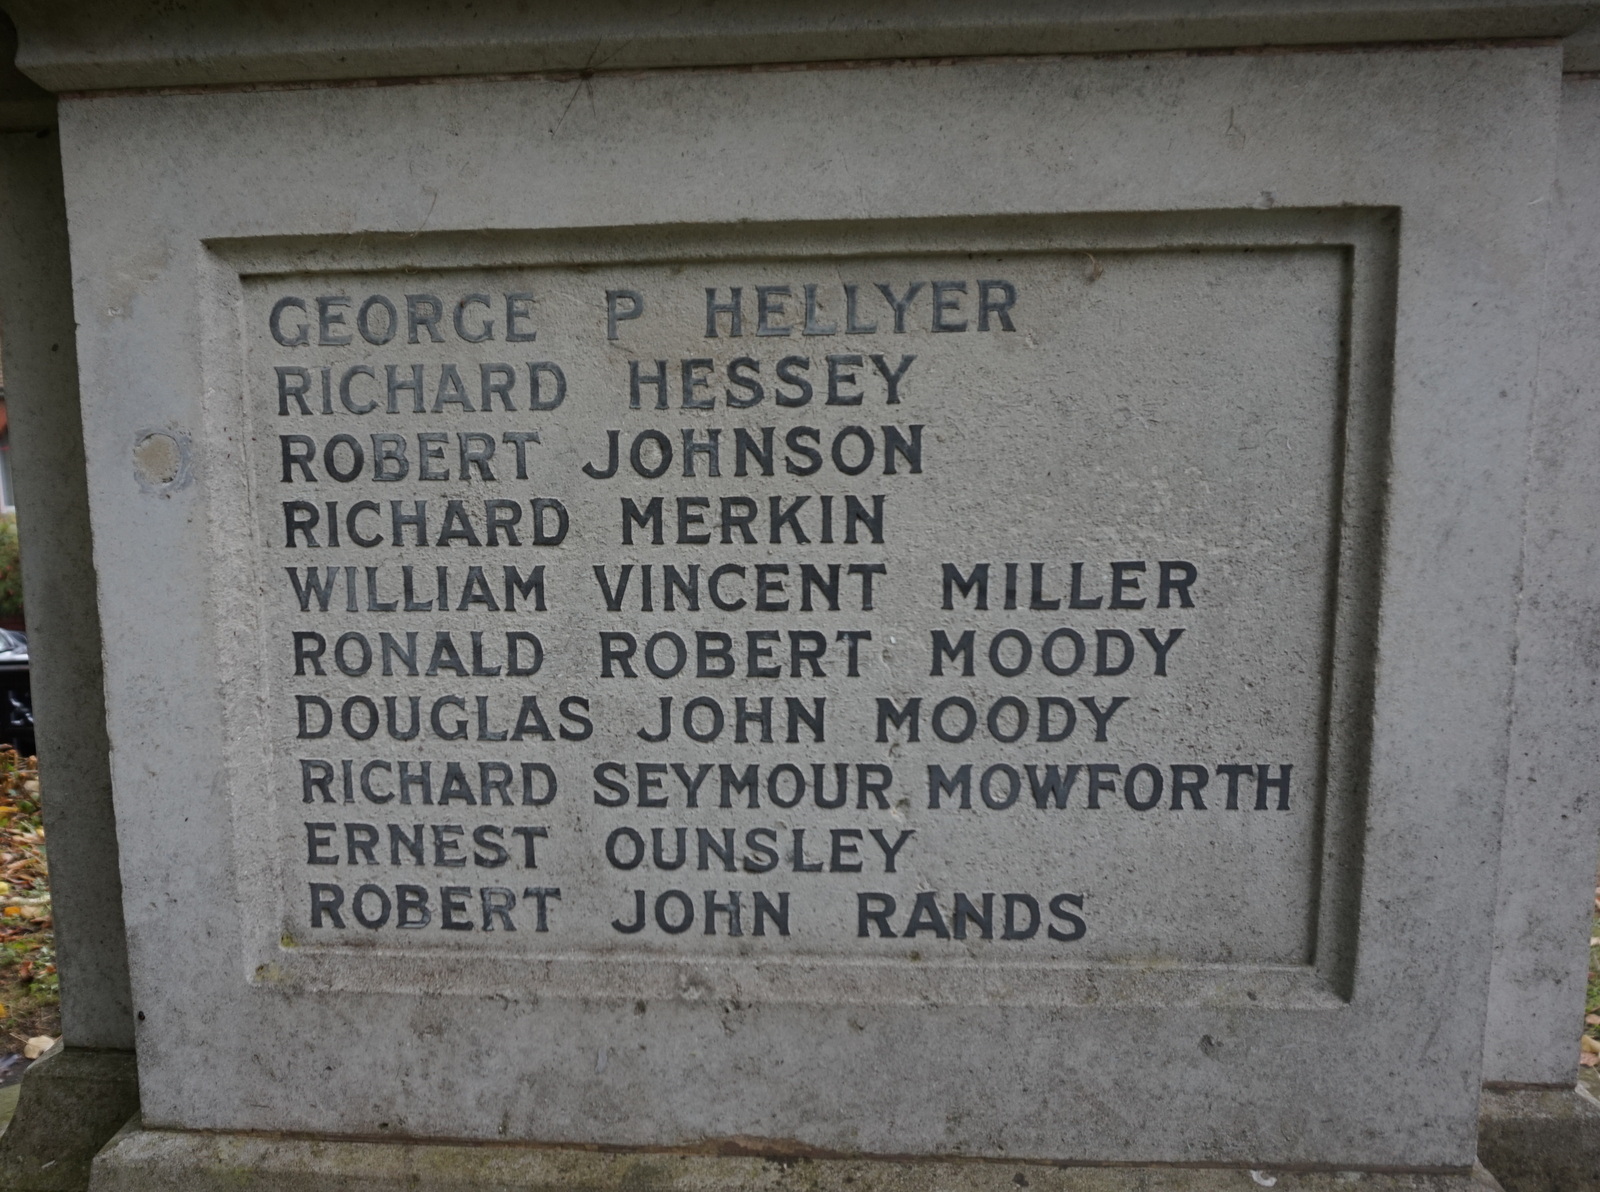 GEORGE P HELLYER
RICHARD HESSEY
ROBERT JOHNSON
RICHARD MERKIN
WILLIAM VINCENT MILLER
RONALD ROBERT MOODY
DOUGLAS JOHN MOODY
RICHARD SEYMOUR MOWFORTH
ERNEST OUNSLEY
ROBERT JOHN RANDS